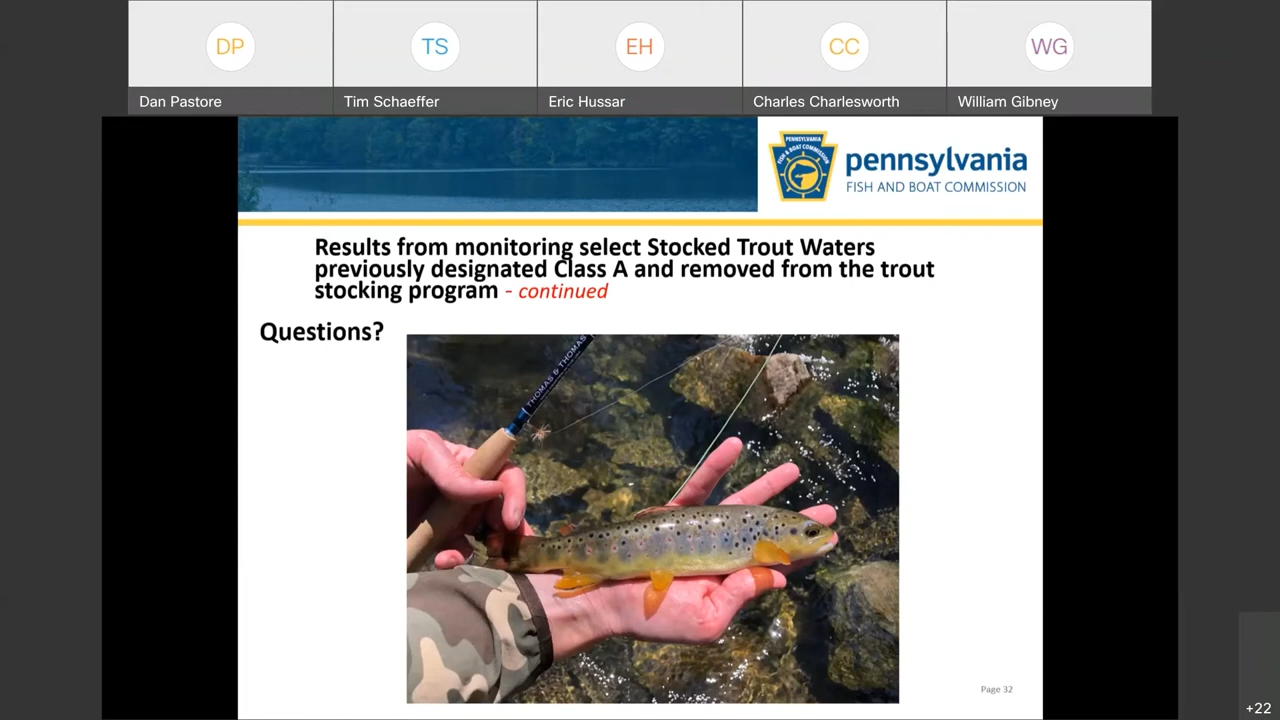 DP
TS
EH
CC
WG
Dan Pastore
Tim Schaeffer
Eric Hussar
Charles Charlesworth
William Gibney
PENNSYLVANIA
FISH & BOAT COMMISSION
pennsylvania
FISH AND BOAT COMMISSION
Results from monitoring select Stocked Trout Waters
previously designated Class A and removed from the trout
stocking program - continued
Questions?
THOMAS & THOMAS
Page 32
+22